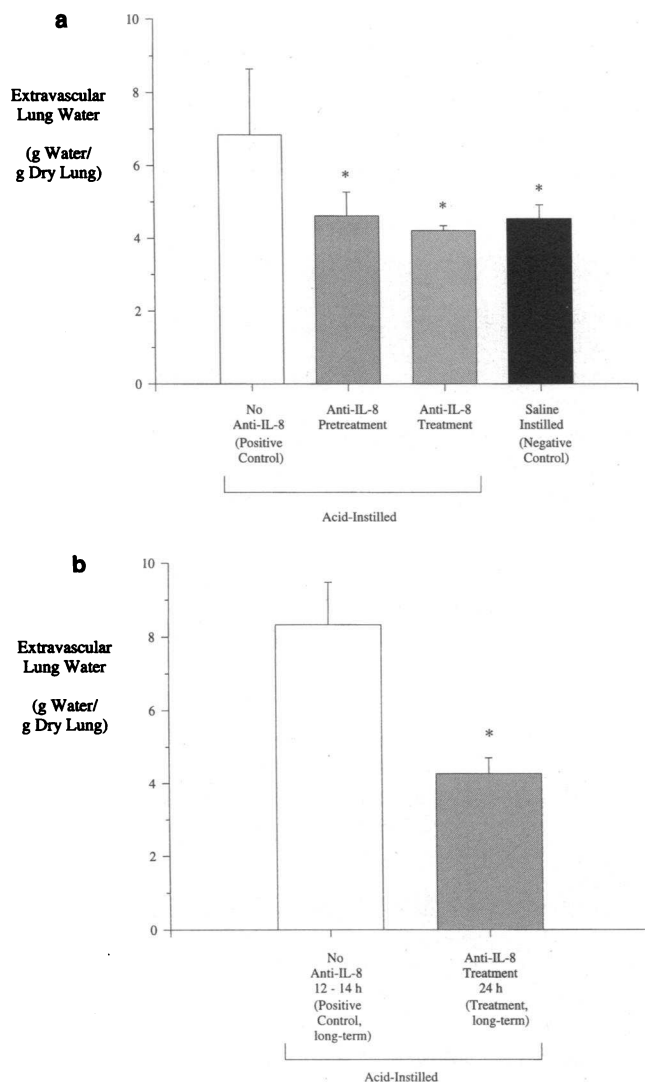 a
Extravascular
Lung Water
(g Water/
g Dry Lung)
10
8
6
4
2
0
*
*
*
No
Anti-IL-8
(Positive
Control)
Anti-IL-8
Pretreatment
Anti-IL-8
Treatment
Saline
Instilled
(Negative
Control)
Acid-Instilled
b
Extravascular
Lung Water
(g Water/
g Dry Lung)
10
8
6
4
2
0
*
No
Anti-IL-8
12 - 14 h
(Positive
Control,
long-term)
Anti-IL-8
Treatment
24 h
(Treatment,
long-term)
Acid-Instilled